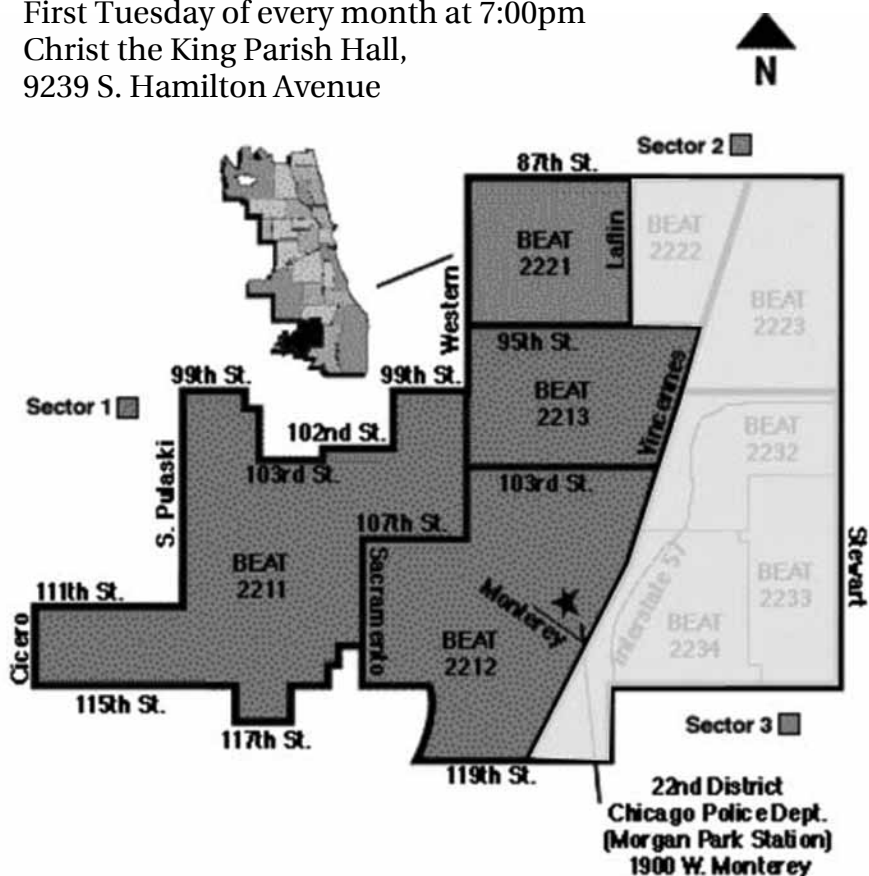 First Tuesday of every month at 7:00pm
Christ the King Parish Hall,
9239 S. Hamilton Avenue
N
Sector 2
87th St.
BEAT
2221
Laflin
BEAT
2222
BEAT
2223
Western
95th St.
99th St.
99th St.
BEAT
2213
Vincennes
Sector 1
102nd St.
BEAT
2232
103rd St.
103rd St.
S. Pulaski
107th St.
Sacramento
BEAT
2211
Stewart
111th St.
Interstate 57
BEAT
2233
Monterey
Cicero
BEAT
2212
BEAT
2234
115th St.
117th St.
Sector 3
119th St.
22nd District
Chicago Police Dept.
(Morgan Park Station)
1900 W. Monterey